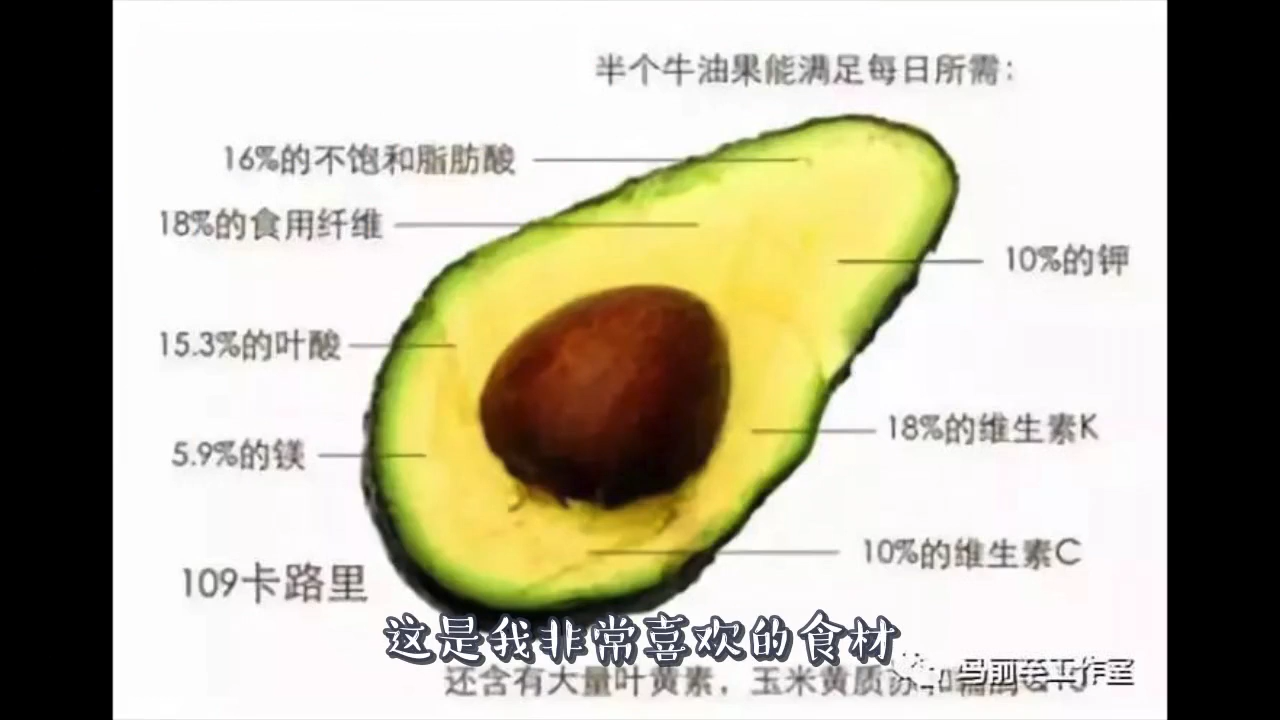 半个牛油果能满足每日所需：
16%的不饱和脂肪酸
18%的食用纤维
10%的钾
15.3%的叶酸
18%的维生素K
5.9%的镁
10%的维生素C
109卡路里
这是我非常喜欢的食材
还含有大量叶黄素，玉米黄质
工作室